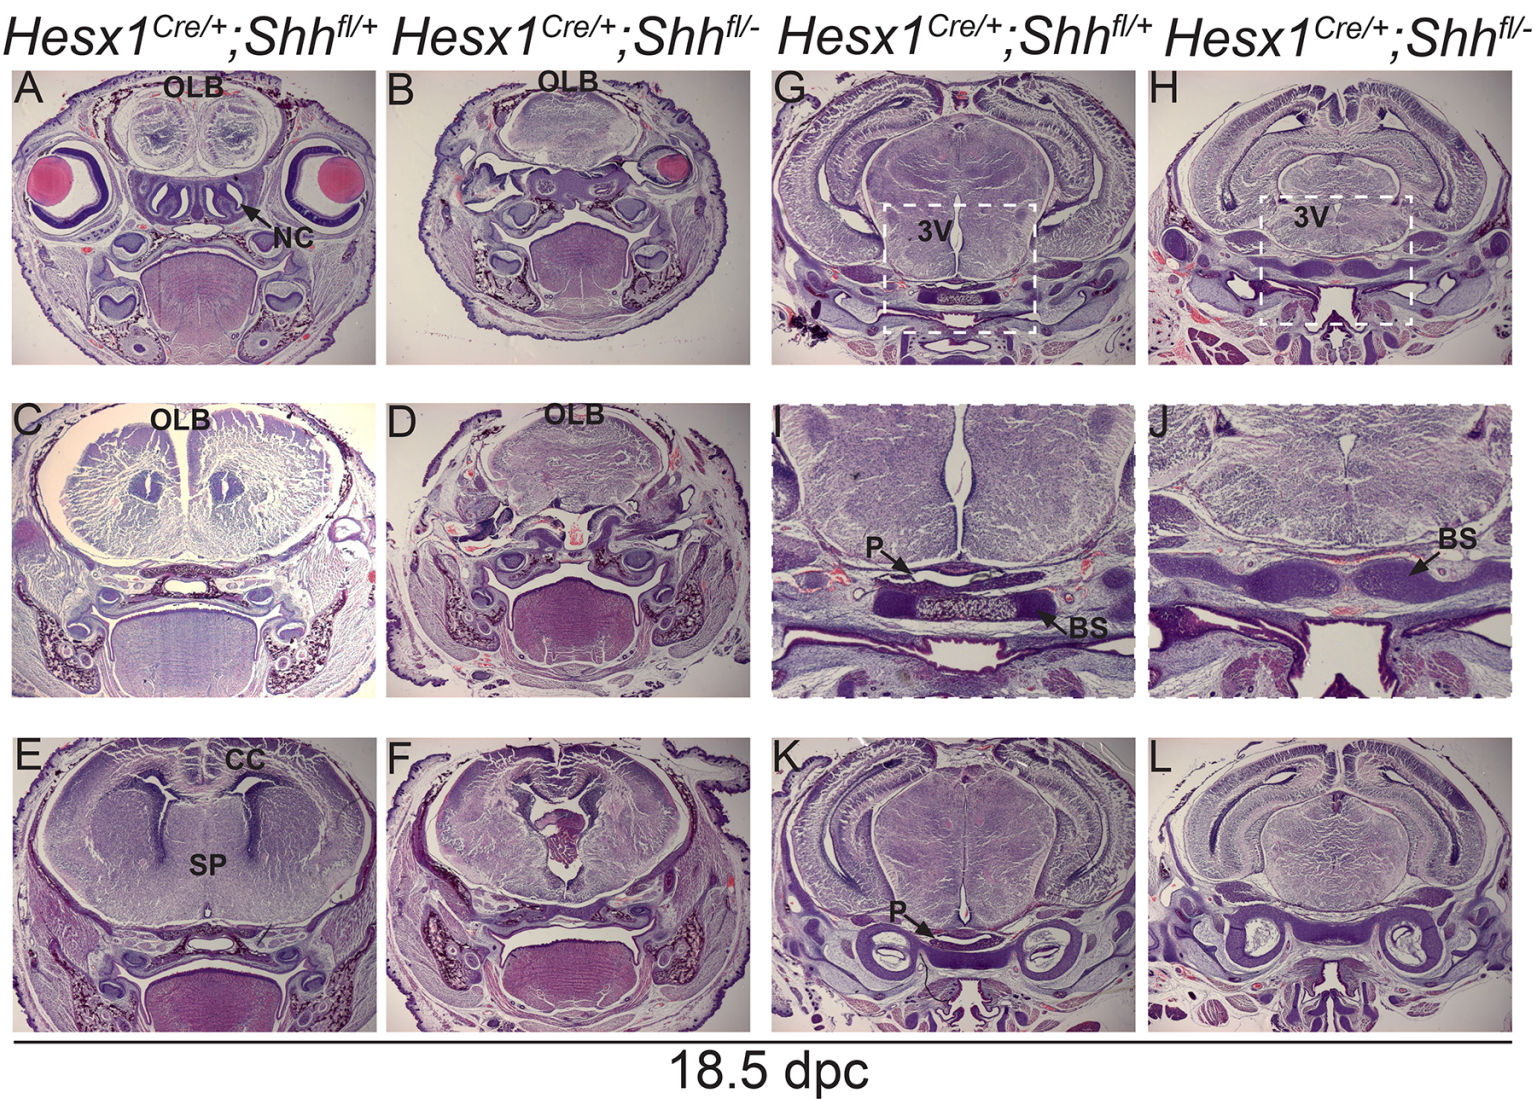 Hesx1Cre/+;Shhfl/+ Hesx1Cre/+;Shhfl/- Hesx1Cre/+;Shhfl/+ Hesx1Cre/+;Shhfl/-
A OLB NC
B OLB
G 3V
H 3V
C OLB
D OLB
I P BS
J BS
E CC SP
F
K P
L
18.5 dpc